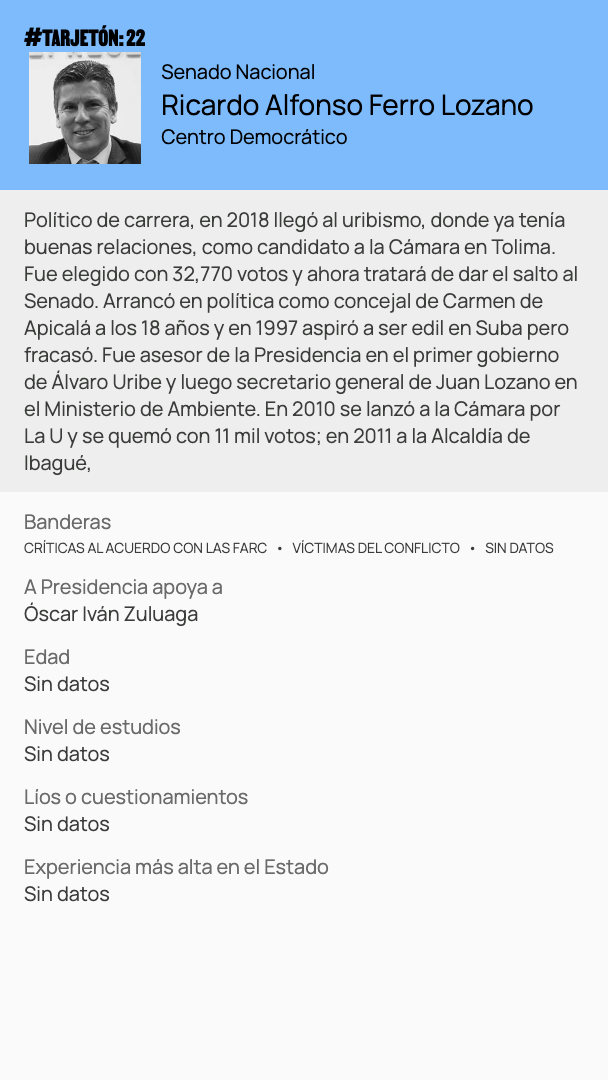 #TARJETÓN: 22
Senado Nacional
Ricardo Alfonso Ferro Lozano
Centro Democrático
Político de carrera, en 2018 llegó al uribismo, donde ya tenía
buenas relaciones, como candidato a la Cámara en Tolima.
Fue elegido con 32,770 votos y ahora tratará de dar el salto al
Senado. Arrancó en política como concejal de Carmen de
Apicalá a los 18 años y en 1997 aspiró a ser edil en Suba pero
fracasó. Fue asesor de la Presidencia en el primer gobierno
de Álvaro Uribe y luego secretario general de Juan Lozano en
el Ministerio de Ambiente. En 2010 se lanzó a la Cámara por
La U y se quemó con 11 mil votos; en 2011 a la Alcaldía de
Ibagué,
Banderas
CRÍTICAS AL ACUERDO CON LAS FARC • VÍCTIMAS DEL CONFLICTO • SIN DATOS
A Presidencia apoya a
Óscar Iván Zuluaga
Edad
Sin datos
Nivel de estudios
Sin datos
Líos o cuestionamientos
Sin datos
Experiencia más alta en el Estado
Sin datos